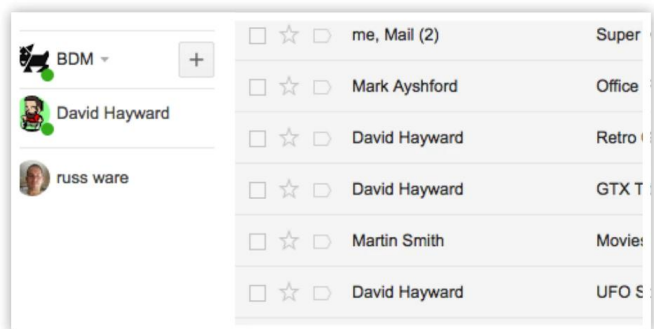 BDM
+
David Hayward
russ ware
me, Mail (2) Super
Mark Ayshford Office
David Hayward Retro
David Hayward GTX T
Martin Smith Movies
David Hayward UFO S